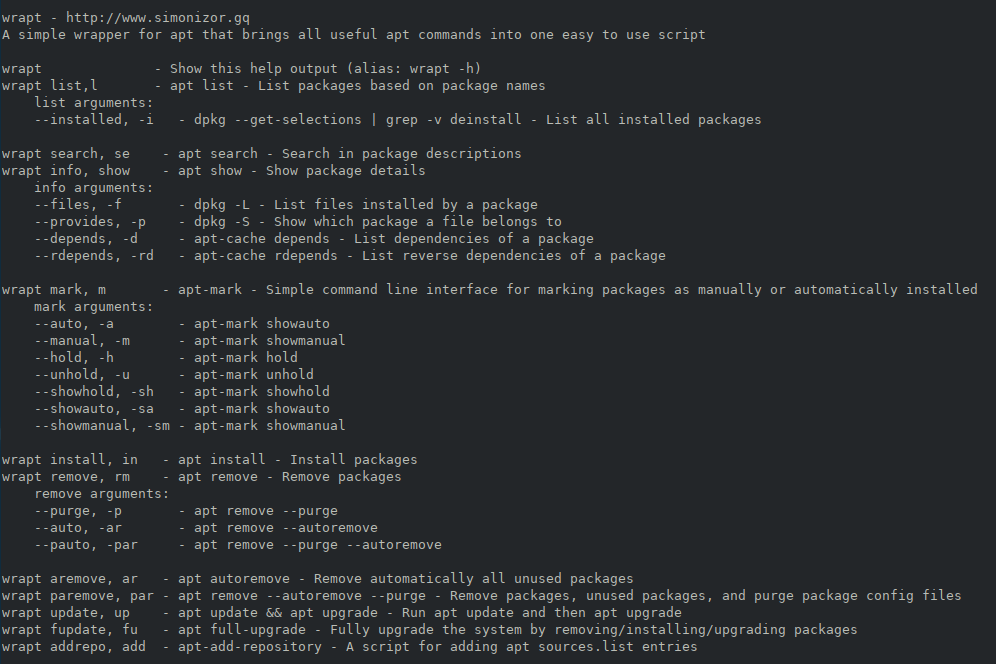 wrapt - http://www.simonizor.gq
A simple wrapper for apt that brings all useful apt commands into one easy to use script

wrapt              - Show this help output (alias: wrapt -h)
wrapt list,l       - apt list - List packages based on package names
    list arguments:
    --installed, -i   - dpkg --get-selections | grep -v deinstall - List all installed packages

wrapt search, se    - apt search - Search in package descriptions
wrapt info, show    - apt show - Show package details
    info arguments:
    --files, -f       - dpkg -L - List files installed by a package
    --provides, -p    - dpkg -S - Show which package a file belongs to
    --depends, -d     - apt-cache depends - List dependencies of a package
    --rdepends, -rd   - apt-cache rdepends - List reverse dependencies of a package

wrapt mark, m       - apt-mark - Simple command line interface for marking packages as manually or automatically installed
    mark arguments:
    --auto, -a        - apt-mark showauto
    --manual, -m      - apt-mark showmanual
    --hold, -h        - apt-mark hold
    --unhold, -u      - apt-mark unhold
    --showhold, -sh   - apt-mark showhold
    --showauto, -sa   - apt-mark showauto
    --showmanual, -sm - apt-mark showmanual

wrapt install, in   - apt install - Install packages
wrapt remove, rm    - apt remove - Remove packages
    remove arguments:
    --purge, -p       - apt remove --purge
    --auto, -ar       - apt remove --autoremove
    --pauto, -par     - apt remove --purge --autoremove

wrapt aremove, ar   - apt autoremove - Remove automatically all unused packages
wrapt paremove, par - apt remove --autoremove --purge - Remove packages, unused packages, and purge package config files
wrapt update, up    - apt update && apt upgrade - Run apt update and then apt upgrade
wrapt fupdate, fu   - apt full-upgrade - Fully upgrade the system by removing/installing/upgrading packages
wrapt addrepo, add  - apt-add-repository - A script for adding apt sources.list entries